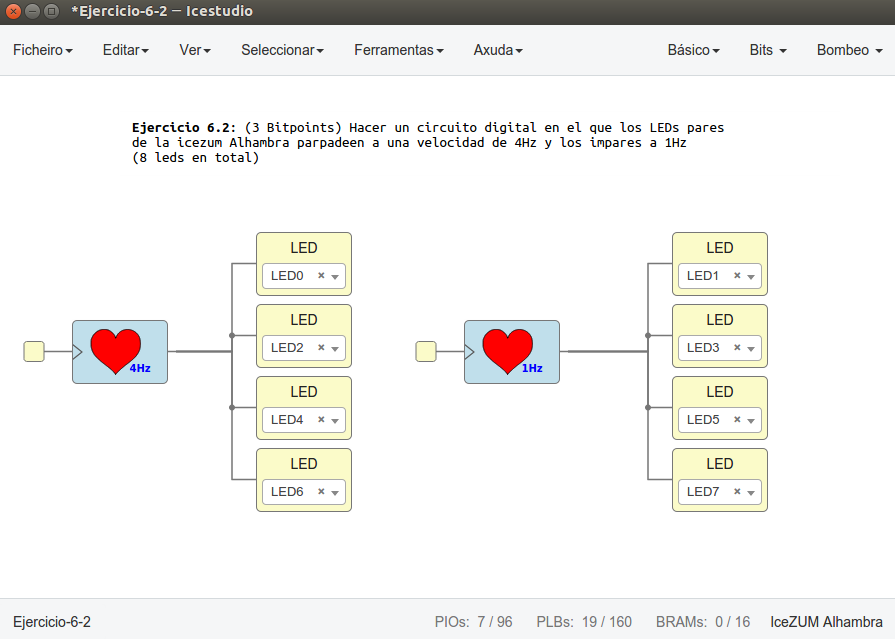 *Ejercicio-6-2 — Icestudio
Ficheiro Editar Ver Seleccionar Ferramentas Axuda Básico Bits Bombeo
Ejercicio 6.2: (3 Bitpoints) Hacer un circuito digital en el que los LEDs pares
de la icezum Alhambra parpadeen a una velocidad de 4Hz y los impares a 1Hz
(8 leds en total)
LED
LED0
LED
LED2
4Hz
LED
LED4
LED
LED6
LED
LED1
LED
LED3
1Hz
LED
LED5
LED
LED7
Ejercicio-6-2 PIOs: 7 / 96 PLBs: 19 / 160 BRAMs: 0 / 16 IceZUM Alhambra